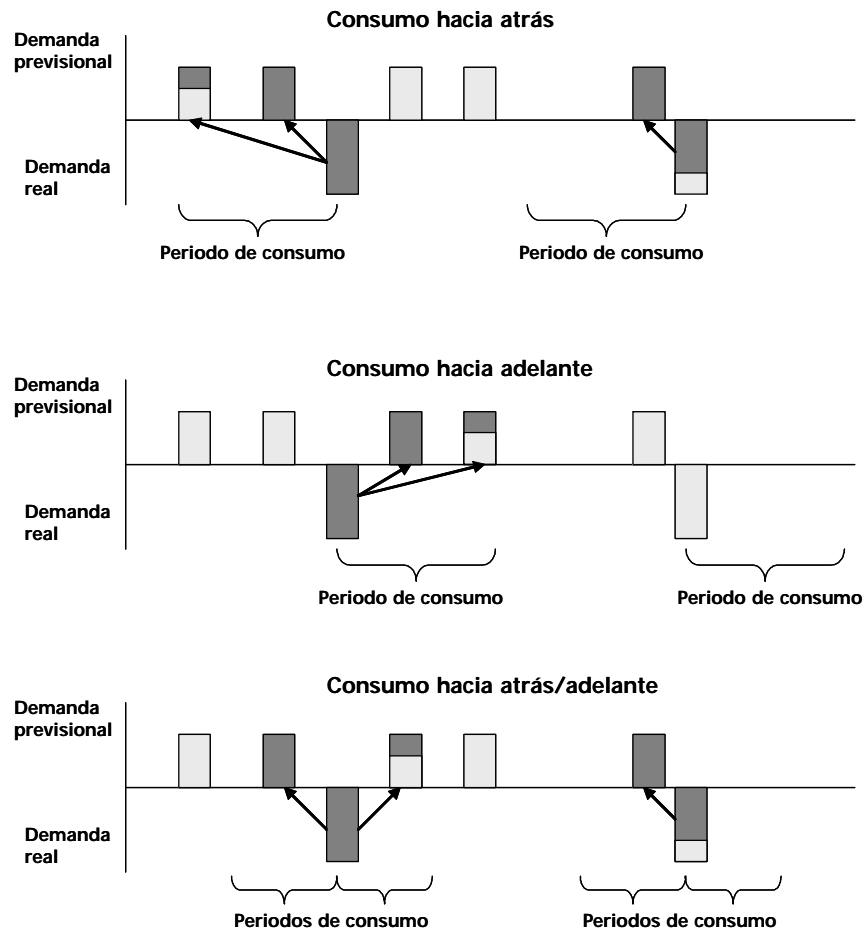 Consumo hacia atrás
Demanda
previsional
Demanda
real
Periodo de consumo
Periodo de consumo
Consumo hacia adelante
Demanda
previsional
Demanda
real
Periodo de consumo
Periodo de consumo
Consumo hacia atrás/adelante
Demanda
previsional
Demanda
real
Periodos de consumo
Periodos de consumo